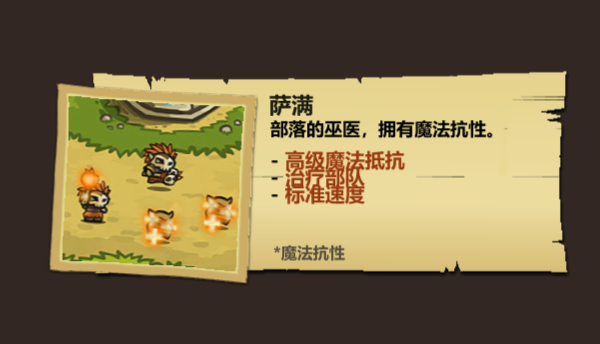 萨满
部落的巫医，拥有魔法抗性。
- 高级魔法抵抗
- 治疗部队
- 标准速度
*魔法抗性